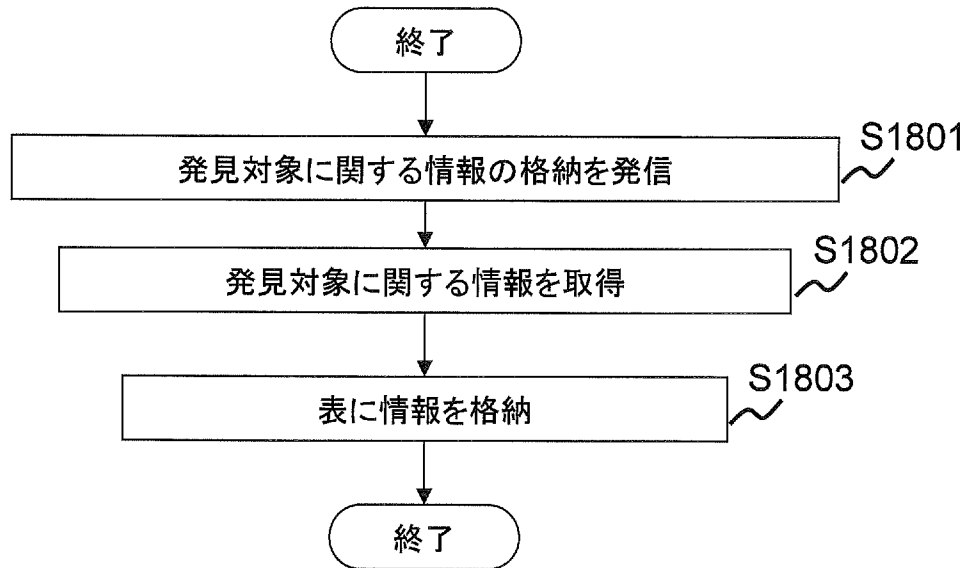 終了
S1801
発見対象に関する情報の格納を発信
S1802
発見対象に関する情報を取得
S1803
表に情報を格納
終了